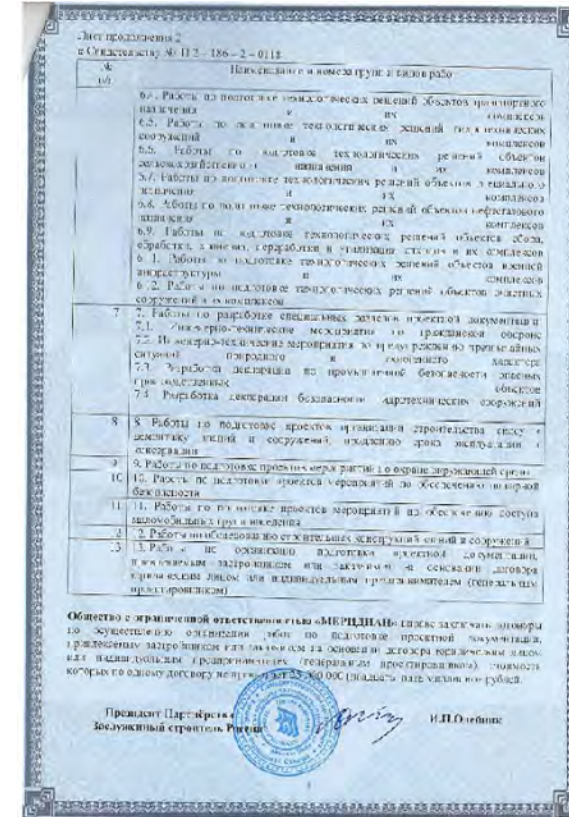 Лист продолжения 2
к Свидетельству № П 2 – 186 – 2 – 0118
№ п/п
Наименование и номера групп и видов работ
6.4. Работы по подготовке технологических решений объектов транспортного
назначения и их комплексов
6.5. Работы по подготовке технологических решений гидротехнических
сооружений и их комплексов
6.6. Работы по подготовке технологических решений объектов
сельскохозяйственного назначения и их комплексов
6.7. Работы по подготовке технологических решений объектов специального
назначения и их комплексов
6.8. Работы по подготовке технологических решений объектов нефтегазового
назначения и их комплексов
6.9. Работы по подготовке технологических решений объектов сбора,
обработки, хранения, переработки и утилизации отходов и их комплексов
Работы по подготовке технологических решений объектов военной
инфраструктуры и их комплексов
Работы по подготовке технологических решений объектов очистных
сооружений и их комплексов
7
7. Работы по разработке специальных разделов проектной документации:
7.1. Инженерно-технические мероприятия по гражданской обороне
7.2. Инженерно-технические мероприятия по предупреждению чрезвычайных
ситуаций природного и техногенного характера
7.3. Разработка декларации по промышленной безопасности опасных
производственных объектов
7.4. Разработка декларации безопасности гидротехнических сооружений
8
8. Работы по подготовке проектов организации строительства, сносу и
демонтажу зданий и сооружений, продлению срока эксплуатации и
консервации
9
9. Работы по подготовке проектов мероприятий по охране окружающей среды
10
10. Работы по подготовке проектов мероприятий по обеспечению пожарной
безопасности
11
11. Работы по подготовке проектов мероприятий по обеспечению доступа
маломобильных групп населения
12
12. Работы по обследованию строительных конструкций зданий и сооружений
13
13. Работы по организации подготовки проектной документации,
привлекаемым застройщиком или заказчиком на основании договора
юридическим лицом или индивидуальным предпринимателем (генеральным
проектировщиком)
Общество с ограниченной ответственностью «МЕРИДИАН» вправе заключать договоры
по осуществлению организации работ по подготовке проектной документации,
привлекаемым застройщиком или заказчиком на основании договора юридическим лицом
или индивидуальным предпринимателем (генеральным проектировщиком), стоимость
которых по одному договору не превышает 25 000 000 (двадцать пять миллионов) рублей.
Президент Партнёрства
Заслуженный строитель России
И.П.Олейник